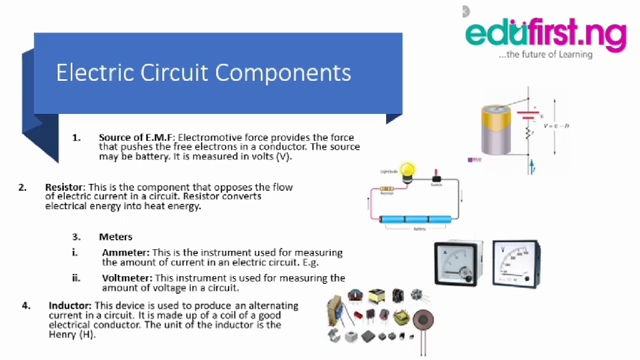 edufirst.ng
...the future of Learning
Electric Circuit Components
1. Source of E.M.F: Electromotive force provides the force
that pushes the free electrons in a conductor. The source
may be battery. It is measured in volts (V).
2. Resistor: This is the component that opposes the flow
of electric current in a circuit. Resistor converts
electrical energy into heat energy.
3. Meters
i. Ammeter: This is the instrument used for measuring
the amount of current in an electric circuit. E.g.
ii. Voltmeter: This instrument is used for measuring the
amount of voltage in a circuit.
4. Inductor: This device is used to produce an alternating
current in a circuit. It is made up of a coil of a good
electrical conductor. The unit of the inductor is the
Henry (H).
Lightbulb
Resistor
Battery
A
V